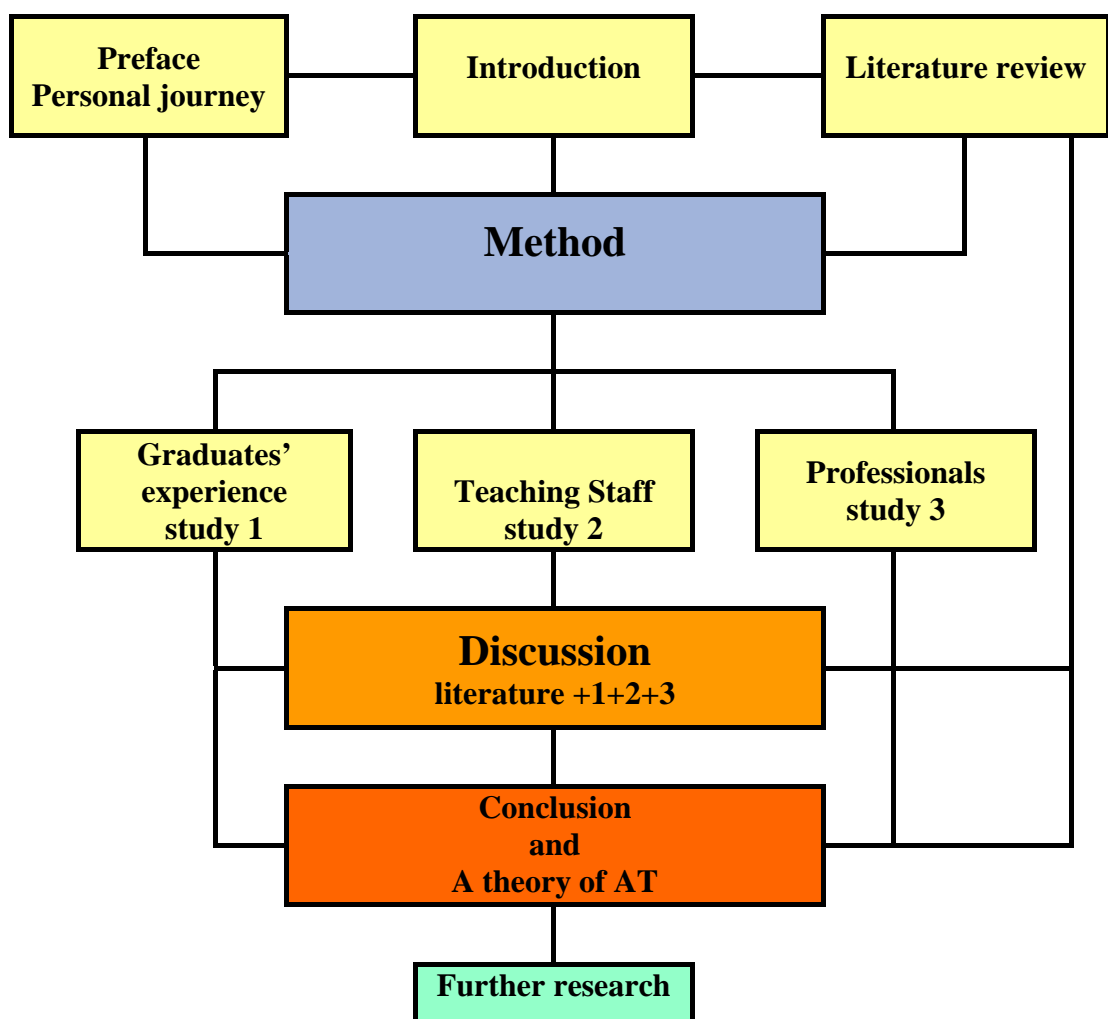 Preface
Personal journey
Introduction
Literature review
Method
Graduates’
experience
study 1
Teaching Staff
study 2
Professionals
study 3
Discussion
literature +1+2+3
Conclusion
and
A theory of AT
Further research